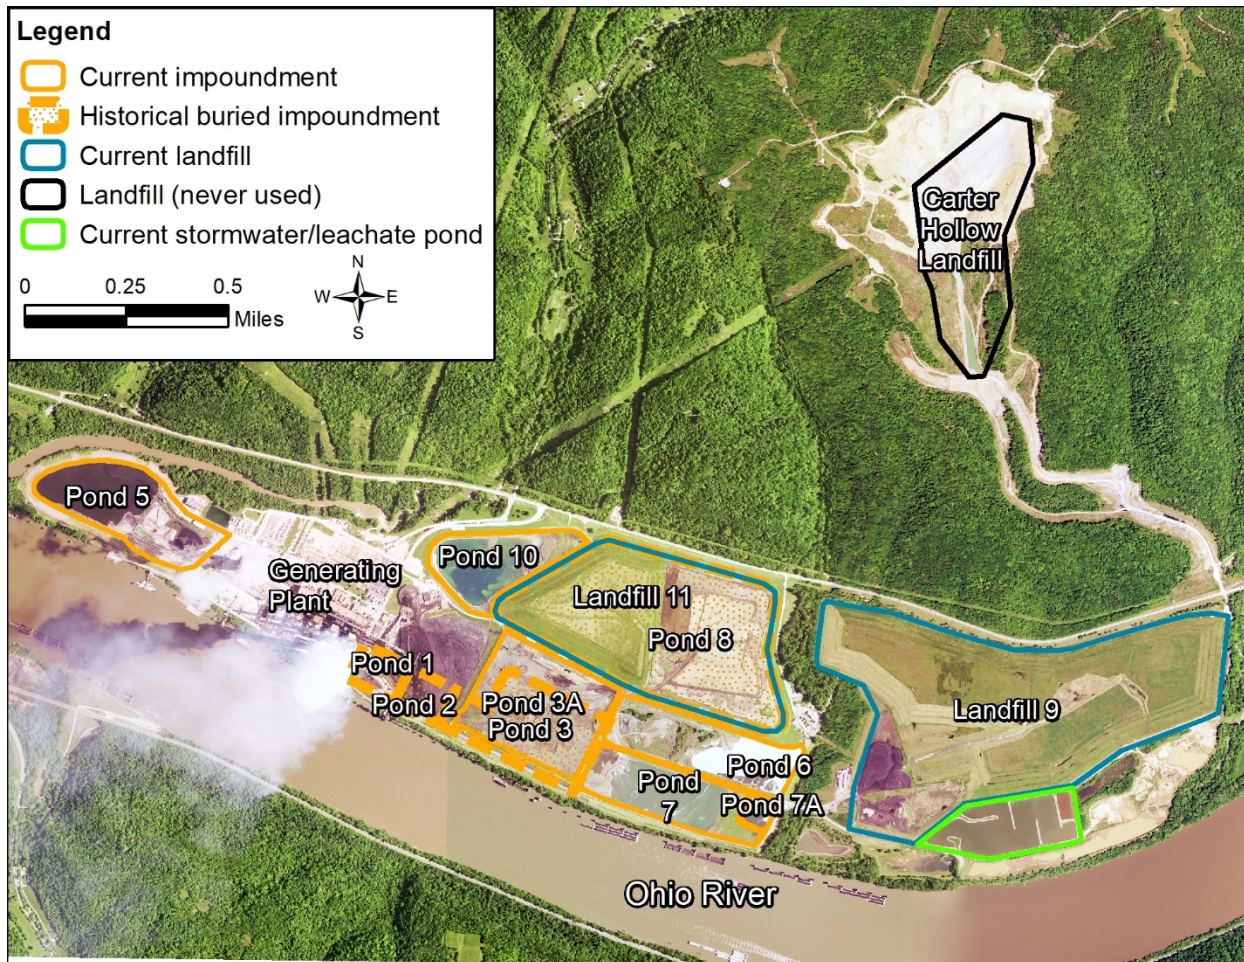 Legend
Current impoundment
Historical buried impoundment
Current landfill
Landfill (never used)
Current stormwater/leachate pond
0 0.25 0.5
Miles
N
W E
S
Carter
Hollow
Landfill
Pond 5
Pond 10
Generating
Plant
Landfill 11
Pond 8
Pond 1
Pond 2
Pond 3A
Pond 3
Landfill 9
Pond 6
Pond
7
Pond 7A
Ohio River